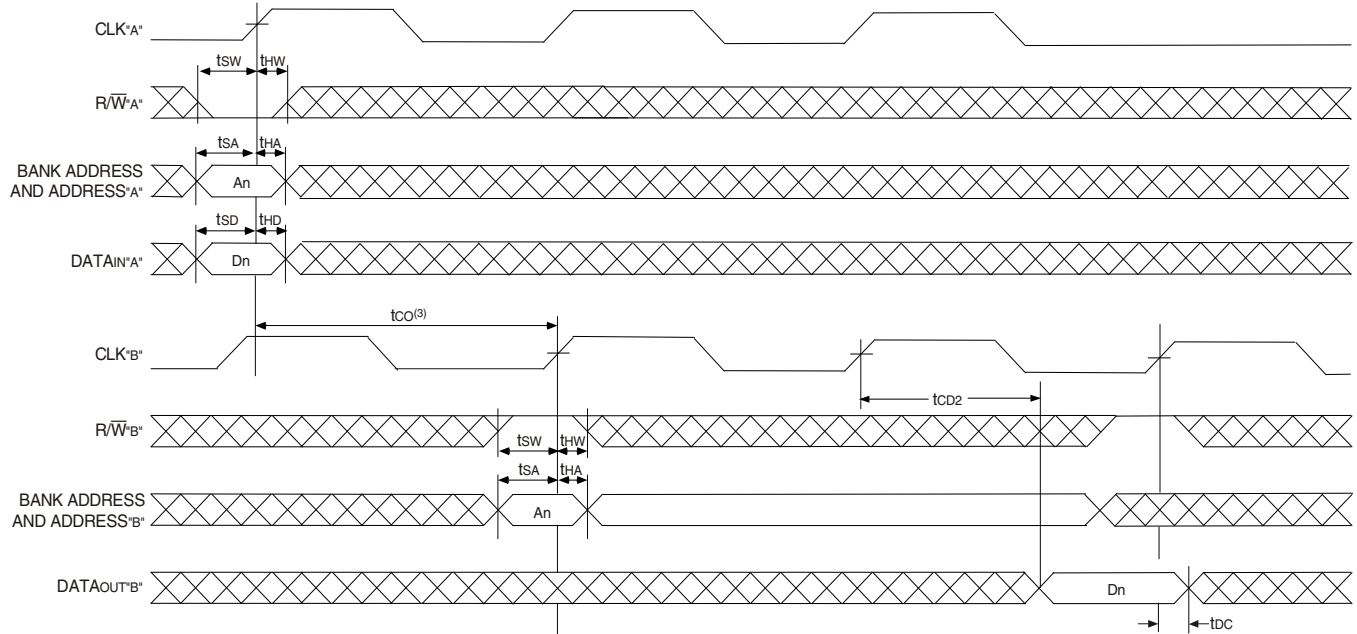 CLK"A"
tSW tHW
R/W̅"A"
tSA tHA
BANK ADDRESS
AND ADDRESS"A"
An
tSD tHD
DATAIN"A"
Dn
tCO(3)
CLK"B"
tCD2
R/W̅"B"
tSW tHW
tSA tHA
BANK ADDRESS
AND ADDRESS"B"
An
DATAOUT"B"
Dn
tDC